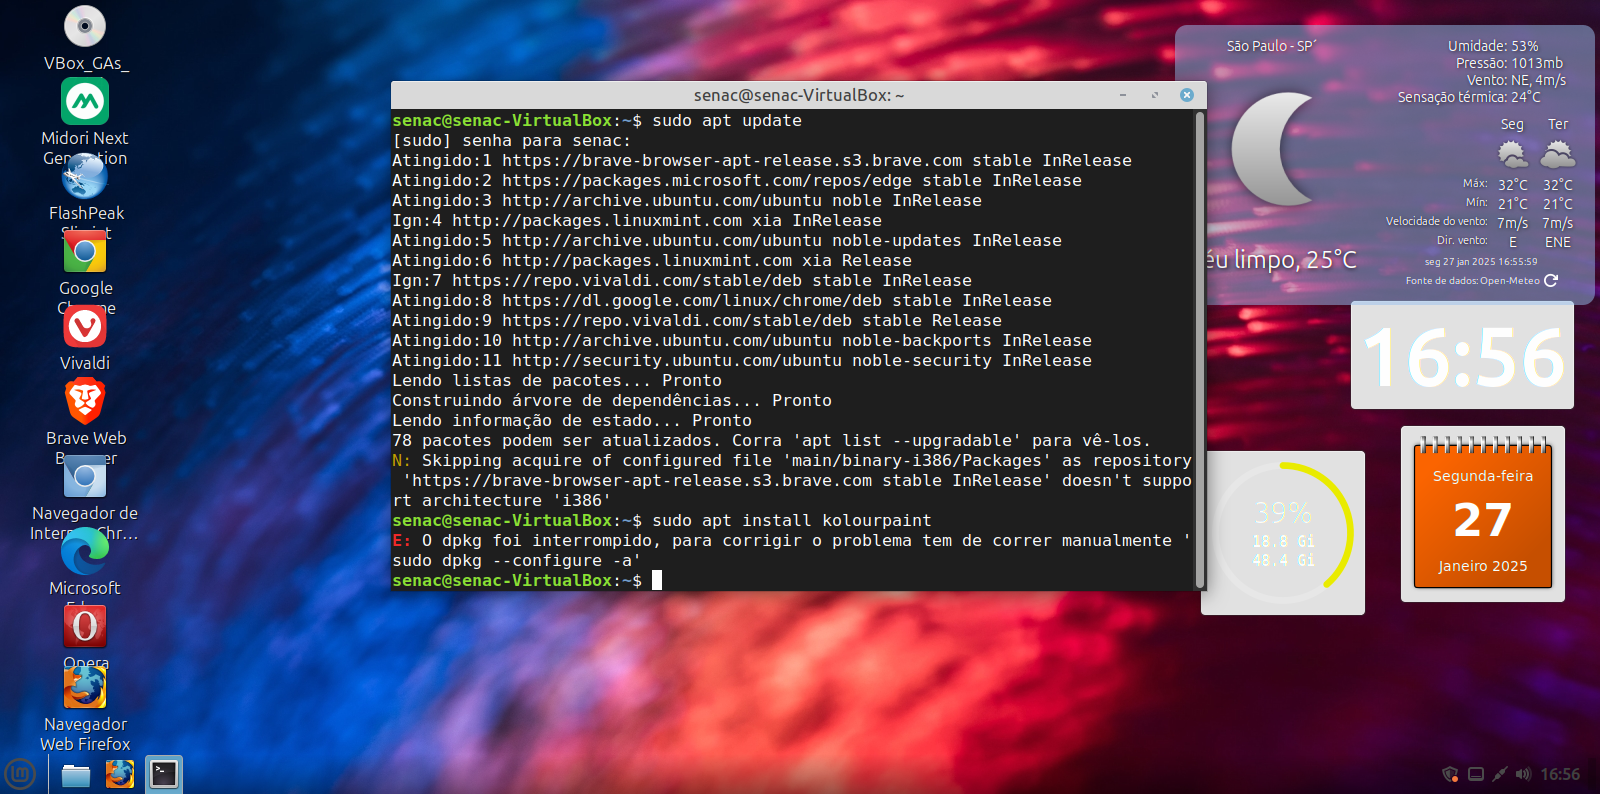 VBox_GAs_
Midori Next
Generation
FlashPeak
Slimjet
Google
Chrome
Vivaldi
Brave Web
Browser
Navegador de
Internet Chr...
Microsoft
Edge
Opera
Navegador
Web Firefox
senac@senac-VirtualBox: ~
senac@senac-VirtualBox:~$ sudo apt update
[sudo] senha para senac:
Atingido:1 https://brave-browser-apt-release.s3.brave.com stable InRelease
Atingido:2 https://packages.microsoft.com/repos/edge stable InRelease
Atingido:3 http://archive.ubuntu.com/ubuntu noble InRelease
Ign:4 http://packages.linuxmint.com xia InRelease
Atingido:5 http://archive.ubuntu.com/ubuntu noble-updates InRelease
Atingido:6 http://packages.linuxmint.com xia Release
Ign:7 https://repo.vivaldi.com/stable/deb stable InRelease
Atingido:8 https://dl.google.com/linux/chrome/deb stable InRelease
Atingido:9 https://repo.vivaldi.com/stable/deb stable Release
Atingido:10 http://archive.ubuntu.com/ubuntu noble-backports InRelease
Atingido:11 http://security.ubuntu.com/ubuntu noble-security InRelease
Lendo listas de pacotes... Pronto
Construindo árvore de dependências... Pronto
Lendo informação de estado... Pronto
78 pacotes podem ser atualizados. Corra 'apt list --upgradable' para vê-los.
N: Skipping acquire of configured file 'main/binary-i386/Packages' as repository
'https://brave-browser-apt-release.s3.brave.com stable InRelease' doesn't suppo
rt architecture 'i386'
senac@senac-VirtualBox:~$ sudo apt install kolourpaint
E: O dpkg foi interrompido, para corrigir o problema tem de correr manualmente '
sudo dpkg --configure -a'
senac@senac-VirtualBox:~$
São Paulo - SP´
Umidade: 53%
Pressão: 1013mb
Vento: NE, 4m/s
Sensação térmica: 24°C
Seg Ter
Máx: 32°C 32°C
Mín: 21°C 21°C
Velocidade do vento: 7m/s 7m/s
Dir. vento: E ENE
éu limpo, 25°C
seg 27 jan 2025 16:55:59
Fonte de dados: Open-Meteo
16:56
39%
18.8 Gi
48.4 Gi
Segunda-feira
27
Janeiro 2025
16:56